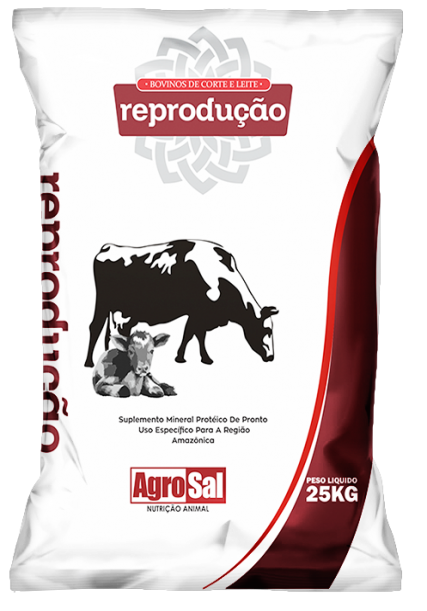 • BOVINOS DE CORTE E LEITE •
reprodução
reprodução
Suplemento Mineral Protéico De Pronto
Uso Específico Para A Região
Amazônica
AgroSal
NUTRIÇÃO ANIMAL
PESO LIQUIDO
25KG